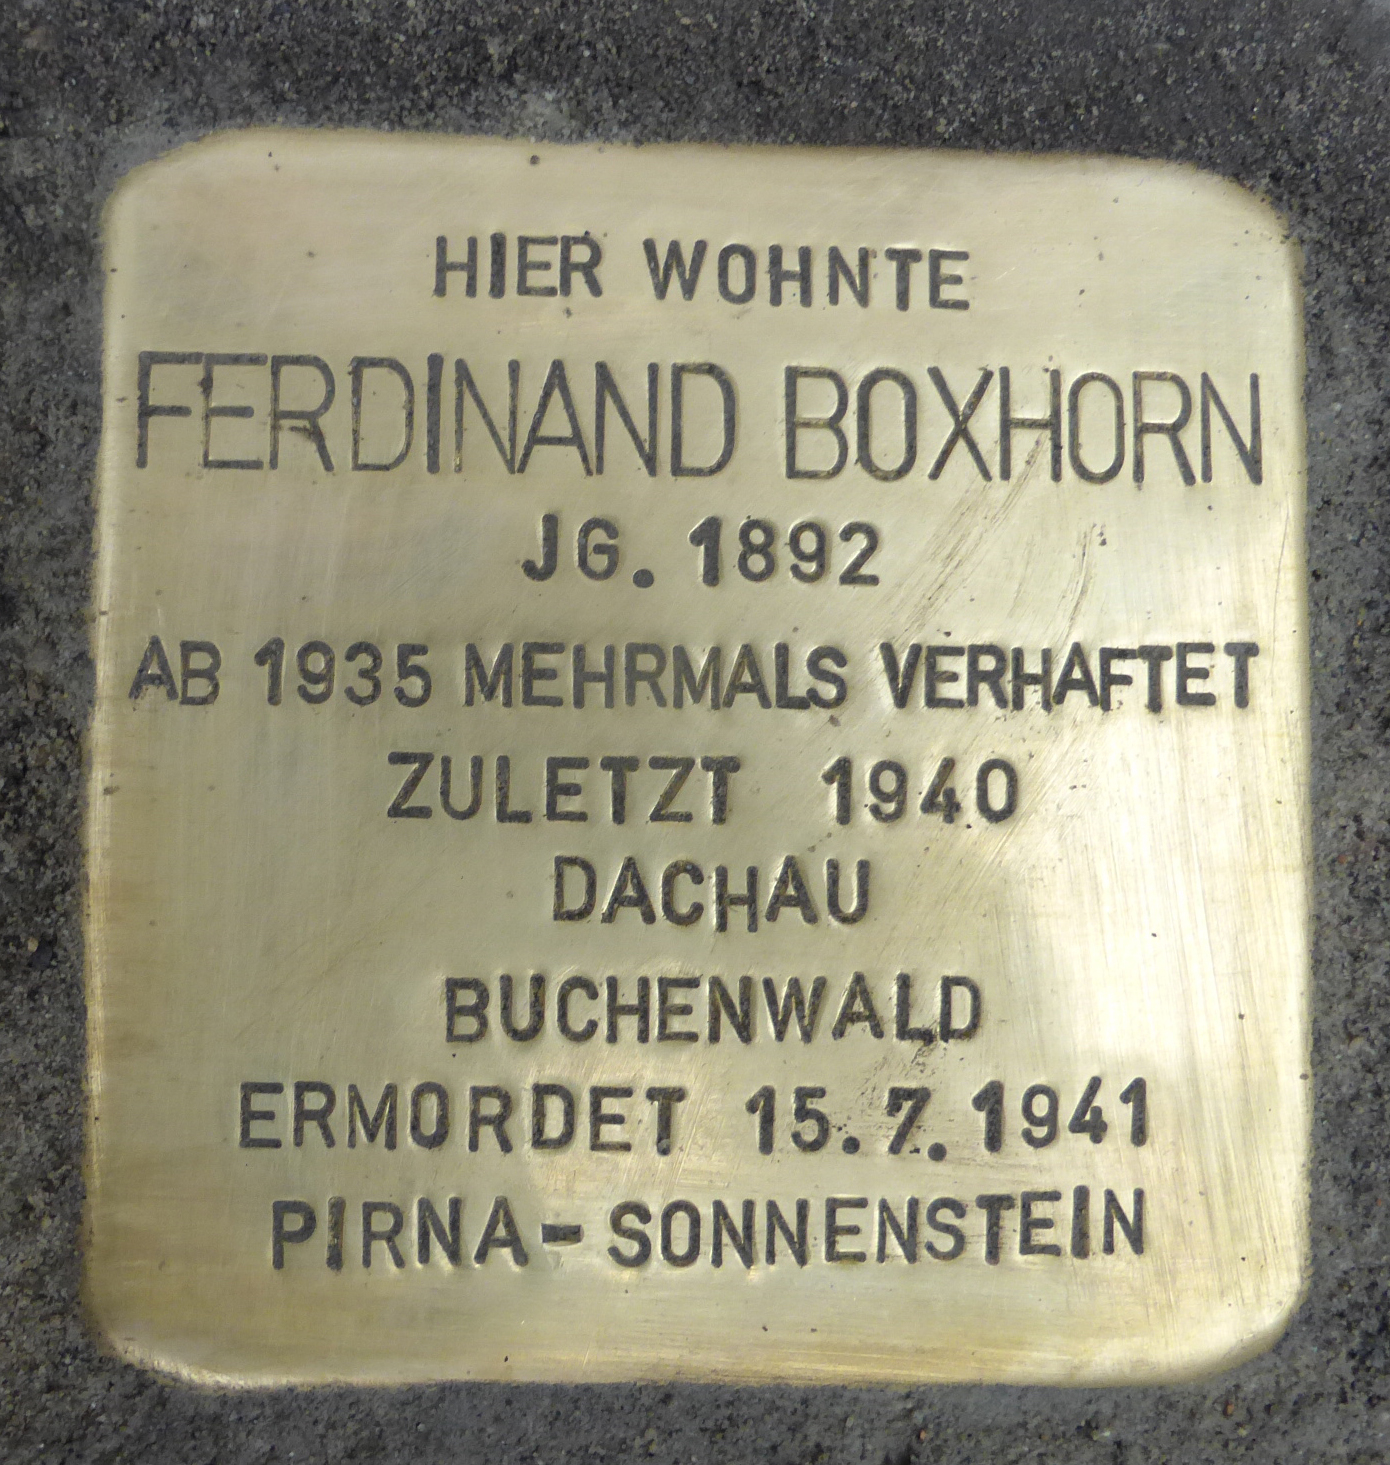 HIER WOHNTE
FERDINAND BOXHORN
JG. 1892
AB 1935 MEHRMALS VERHAFTET
ZULETZT 1940
DACHAU
BUCHENWALD
ERMORDET 15.7.1941
PIRNA-SONNENSTEIN